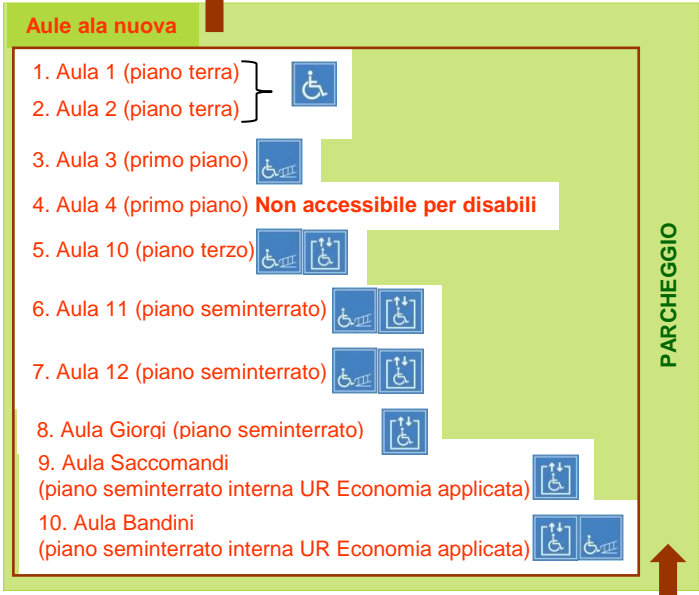 Aule ala nuova
1. Aula 1 (piano terra)
2. Aula 2 (piano terra)
3. Aula 3 (primo piano)
4. Aula 4 (primo piano) Non accessibile per disabili
5. Aula 10 (piano terzo)
6. Aula 11 (piano seminterrato)
7. Aula 12 (piano seminterrato)
8. Aula Giorgi (piano seminterrato)
9. Aula Saccomandi
(piano seminterrato interna UR Economia applicata)
10. Aula Bandini
(piano seminterrato interna UR Economia applicata)
PARCHEGGIO